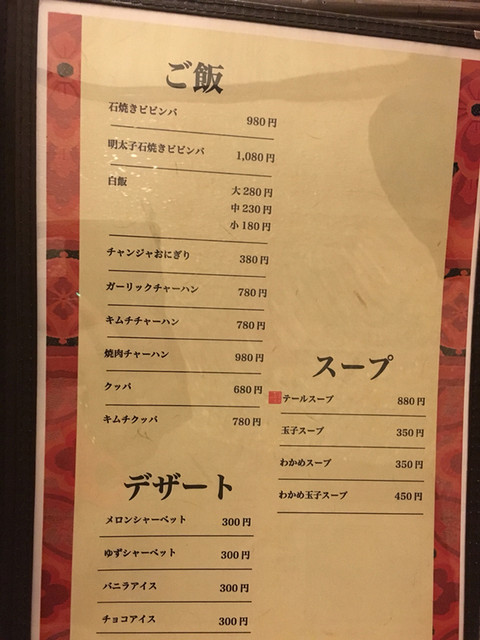 ご飯
石焼きビビンバ 980円
明太子石焼きビビンバ 1,080円
白飯
大 280円
中 230円
小 180円
チャンジャおにぎり 380円
ガーリックチャーハン 780円
キムチチャーハン 780円
焼肉チャーハン 980円
クッパ 680円
キムチクッパ 780円
スープ
テールスープ 880円
玉子スープ 350円
わかめスープ 350円
わかめ玉子スープ 450円
デザート
メロンシャーベット 300円
ゆずシャーベット 300円
バニラアイス 300円
チョコアイス 300円